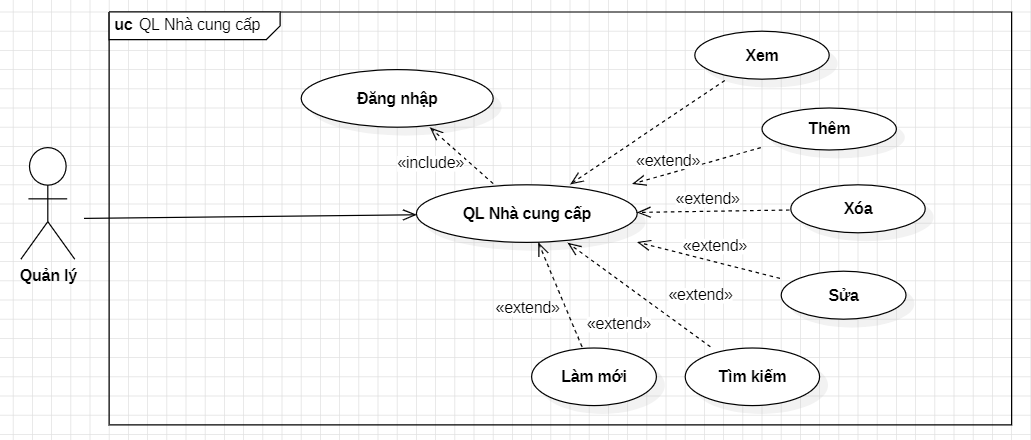 uc QL Nhà cung cấp
Xem
Đăng nhập
Thêm
«include»
«extend»
QL Nhà cung cấp
«extend»
Xóa
«extend»
Quản lý
«extend»
Sửa
«extend»
«extend»
Làm mới
Tìm kiếm